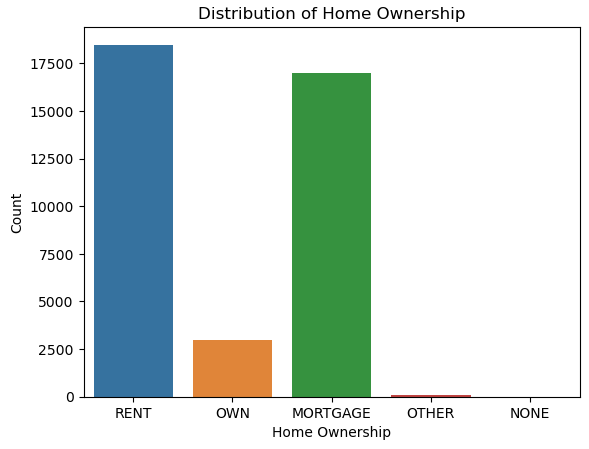 Distribution of Home Ownership
17500
15000
12500
10000
7500
5000
2500
0
Count
RENT OWN MORTGAGE OTHER NONE
Home Ownership